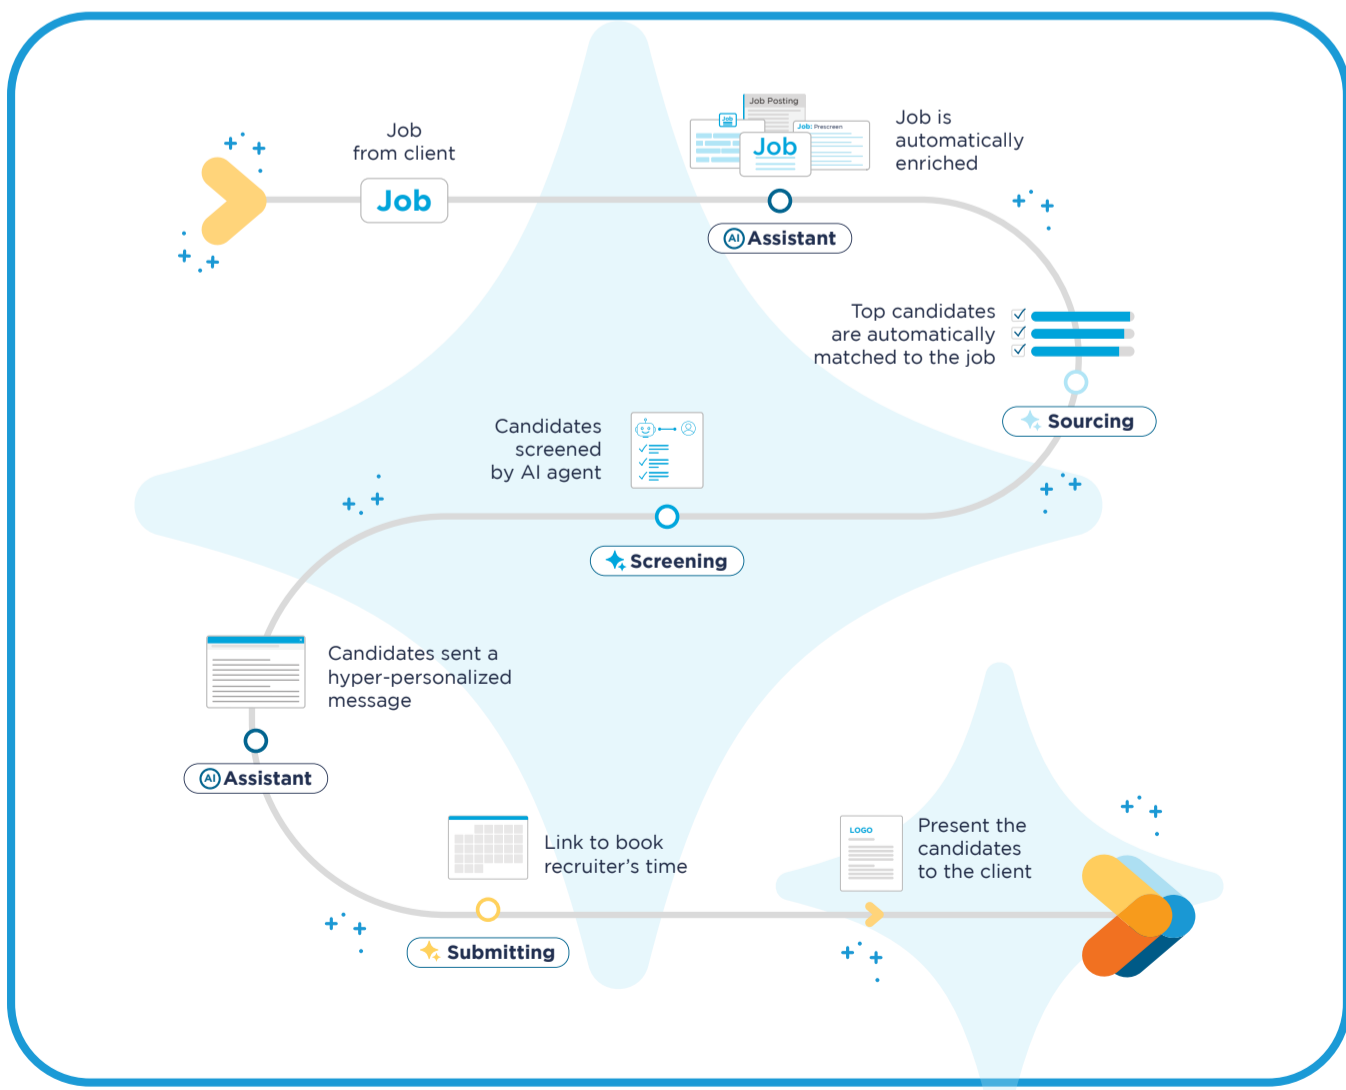 Job
from client
Job
Job Posting
Job
Job: Prescreen
Job
Job is
automatically
enriched
AI Assistant
Top candidates
are automatically
matched to the job
Sourcing
Candidates
screened
by AI agent
Screening
Candidates sent a
hyper-personalized
message
AI Assistant
Link to book
recruiter’s time
Submitting
LOGO
Present the
candidates
to the client